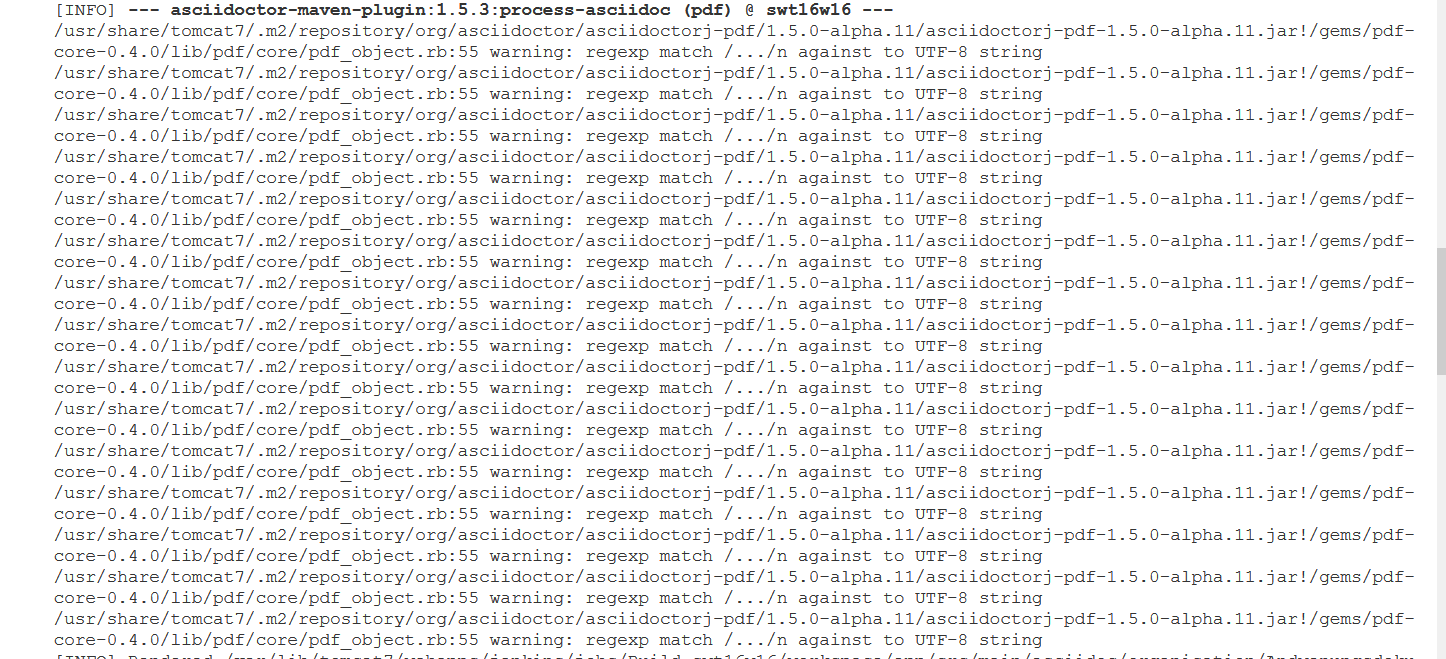 [INFO] --- asciidoctor-maven-plugin:1.5.3:process-asciidoc (pdf) @ swt16w16 ---
/usr/share/tomcat7/.m2/repository/org/asciidoctor/asciidoctorj-pdf/1.5.0-alpha.11/asciidoctorj-pdf-1.5.0-alpha.11.jar!/gems/pdf-
core-0.4.0/lib/pdf/core/pdf_object.rb:55 warning: regexp match /.../n against to UTF-8 string
/usr/share/tomcat7/.m2/repository/org/asciidoctor/asciidoctorj-pdf/1.5.0-alpha.11/asciidoctorj-pdf-1.5.0-alpha.11.jar!/gems/pdf-
core-0.4.0/lib/pdf/core/pdf_object.rb:55 warning: regexp match /.../n against to UTF-8 string
/usr/share/tomcat7/.m2/repository/org/asciidoctor/asciidoctorj-pdf/1.5.0-alpha.11/asciidoctorj-pdf-1.5.0-alpha.11.jar!/gems/pdf-
core-0.4.0/lib/pdf/core/pdf_object.rb:55 warning: regexp match /.../n against to UTF-8 string
/usr/share/tomcat7/.m2/repository/org/asciidoctor/asciidoctorj-pdf/1.5.0-alpha.11/asciidoctorj-pdf-1.5.0-alpha.11.jar!/gems/pdf-
core-0.4.0/lib/pdf/core/pdf_object.rb:55 warning: regexp match /.../n against to UTF-8 string
/usr/share/tomcat7/.m2/repository/org/asciidoctor/asciidoctorj-pdf/1.5.0-alpha.11/asciidoctorj-pdf-1.5.0-alpha.11.jar!/gems/pdf-
core-0.4.0/lib/pdf/core/pdf_object.rb:55 warning: regexp match /.../n against to UTF-8 string
/usr/share/tomcat7/.m2/repository/org/asciidoctor/asciidoctorj-pdf/1.5.0-alpha.11/asciidoctorj-pdf-1.5.0-alpha.11.jar!/gems/pdf-
core-0.4.0/lib/pdf/core/pdf_object.rb:55 warning: regexp match /.../n against to UTF-8 string
/usr/share/tomcat7/.m2/repository/org/asciidoctor/asciidoctorj-pdf/1.5.0-alpha.11/asciidoctorj-pdf-1.5.0-alpha.11.jar!/gems/pdf-
core-0.4.0/lib/pdf/core/pdf_object.rb:55 warning: regexp match /.../n against to UTF-8 string
/usr/share/tomcat7/.m2/repository/org/asciidoctor/asciidoctorj-pdf/1.5.0-alpha.11/asciidoctorj-pdf-1.5.0-alpha.11.jar!/gems/pdf-
core-0.4.0/lib/pdf/core/pdf_object.rb:55 warning: regexp match /.../n against to UTF-8 string
/usr/share/tomcat7/.m2/repository/org/asciidoctor/asciidoctorj-pdf/1.5.0-alpha.11/asciidoctorj-pdf-1.5.0-alpha.11.jar!/gems/pdf-
core-0.4.0/lib/pdf/core/pdf_object.rb:55 warning: regexp match /.../n against to UTF-8 string
/usr/share/tomcat7/.m2/repository/org/asciidoctor/asciidoctorj-pdf/1.5.0-alpha.11/asciidoctorj-pdf-1.5.0-alpha.11.jar!/gems/pdf-
core-0.4.0/lib/pdf/core/pdf_object.rb:55 warning: regexp match /.../n against to UTF-8 string
/usr/share/tomcat7/.m2/repository/org/asciidoctor/asciidoctorj-pdf/1.5.0-alpha.11/asciidoctorj-pdf-1.5.0-alpha.11.jar!/gems/pdf-
core-0.4.0/lib/pdf/core/pdf_object.rb:55 warning: regexp match /.../n against to UTF-8 string
/usr/share/tomcat7/.m2/repository/org/asciidoctor/asciidoctorj-pdf/1.5.0-alpha.11/asciidoctorj-pdf-1.5.0-alpha.11.jar!/gems/pdf-
core-0.4.0/lib/pdf/core/pdf_object.rb:55 warning: regexp match /.../n against to UTF-8 string
/usr/share/tomcat7/.m2/repository/org/asciidoctor/asciidoctorj-pdf/1.5.0-alpha.11/asciidoctorj-pdf-1.5.0-alpha.11.jar!/gems/pdf-
core-0.4.0/lib/pdf/core/pdf_object.rb:55 warning: regexp match /.../n against to UTF-8 string
/usr/share/tomcat7/.m2/repository/org/asciidoctor/asciidoctorj-pdf/1.5.0-alpha.11/asciidoctorj-pdf-1.5.0-alpha.11.jar!/gems/pdf-
core-0.4.0/lib/pdf/core/pdf_object.rb:55 warning: regexp match /.../n against to UTF-8 string
/usr/share/tomcat7/.m2/repository/org/asciidoctor/asciidoctorj-pdf/1.5.0-alpha.11/asciidoctorj-pdf-1.5.0-alpha.11.jar!/gems/pdf-
core-0.4.0/lib/pdf/core/pdf_object.rb:55 warning: regexp match /.../n against to UTF-8 string
[INFO] Rendered